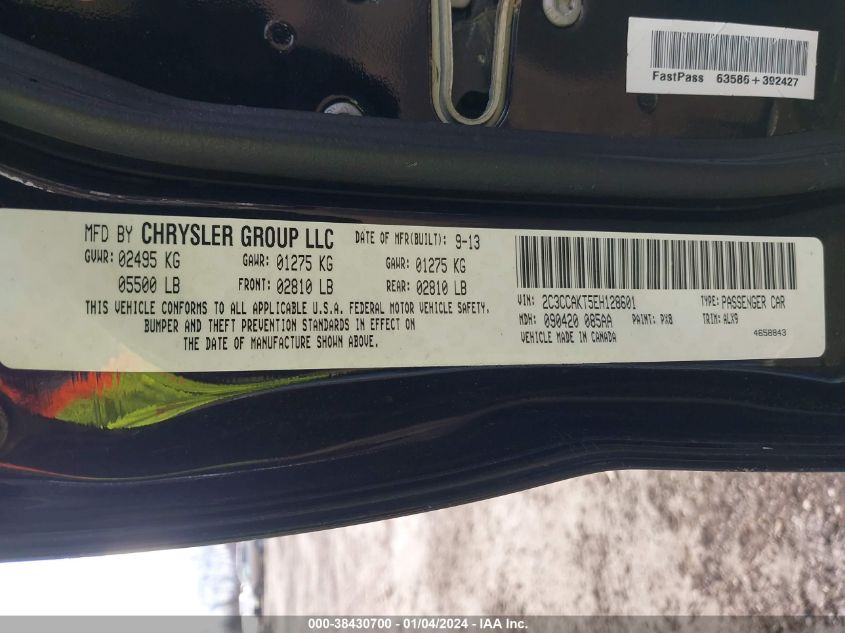 FastPass 63586+392427
MFD BY CHRYSLER GROUP LLC DATE OF MFR(BUILT): 9-13
GVWR: 02495 KG GAWR: 01275 KG GAWR: 01275 KG
05500 LB FRONT: 02810 LB REAR: 02810 LB
THIS VEHICLE CONFORMS TO ALL APPLICABLE U.S.A. FEDERAL MOTOR VEHICLE SAFETY,
BUMPER AND THEFT PREVENTION STANDARDS IN EFFECT ON
THE DATE OF MANUFACTURE SHOWN ABOVE.
VIN: 2C3CCAKT5EH128601 TYPE: PASSENGER CAR
MDH: 090420 085AA PAINT: PX8 TRIM: ALX9
VEHICLE MADE IN CANADA 4658843
000-38430700 - 01/04/2024 - IAA Inc.